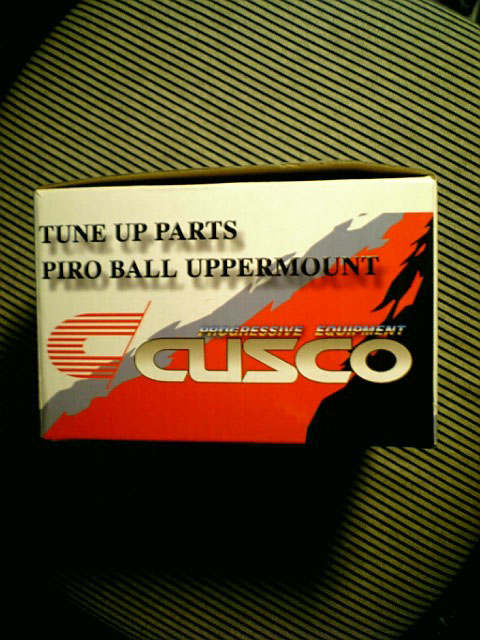 TUNE UP PARTS
PIRO BALL UPPERMOUNT
PROGRESSIVE EQUIPMENT
CUSCO